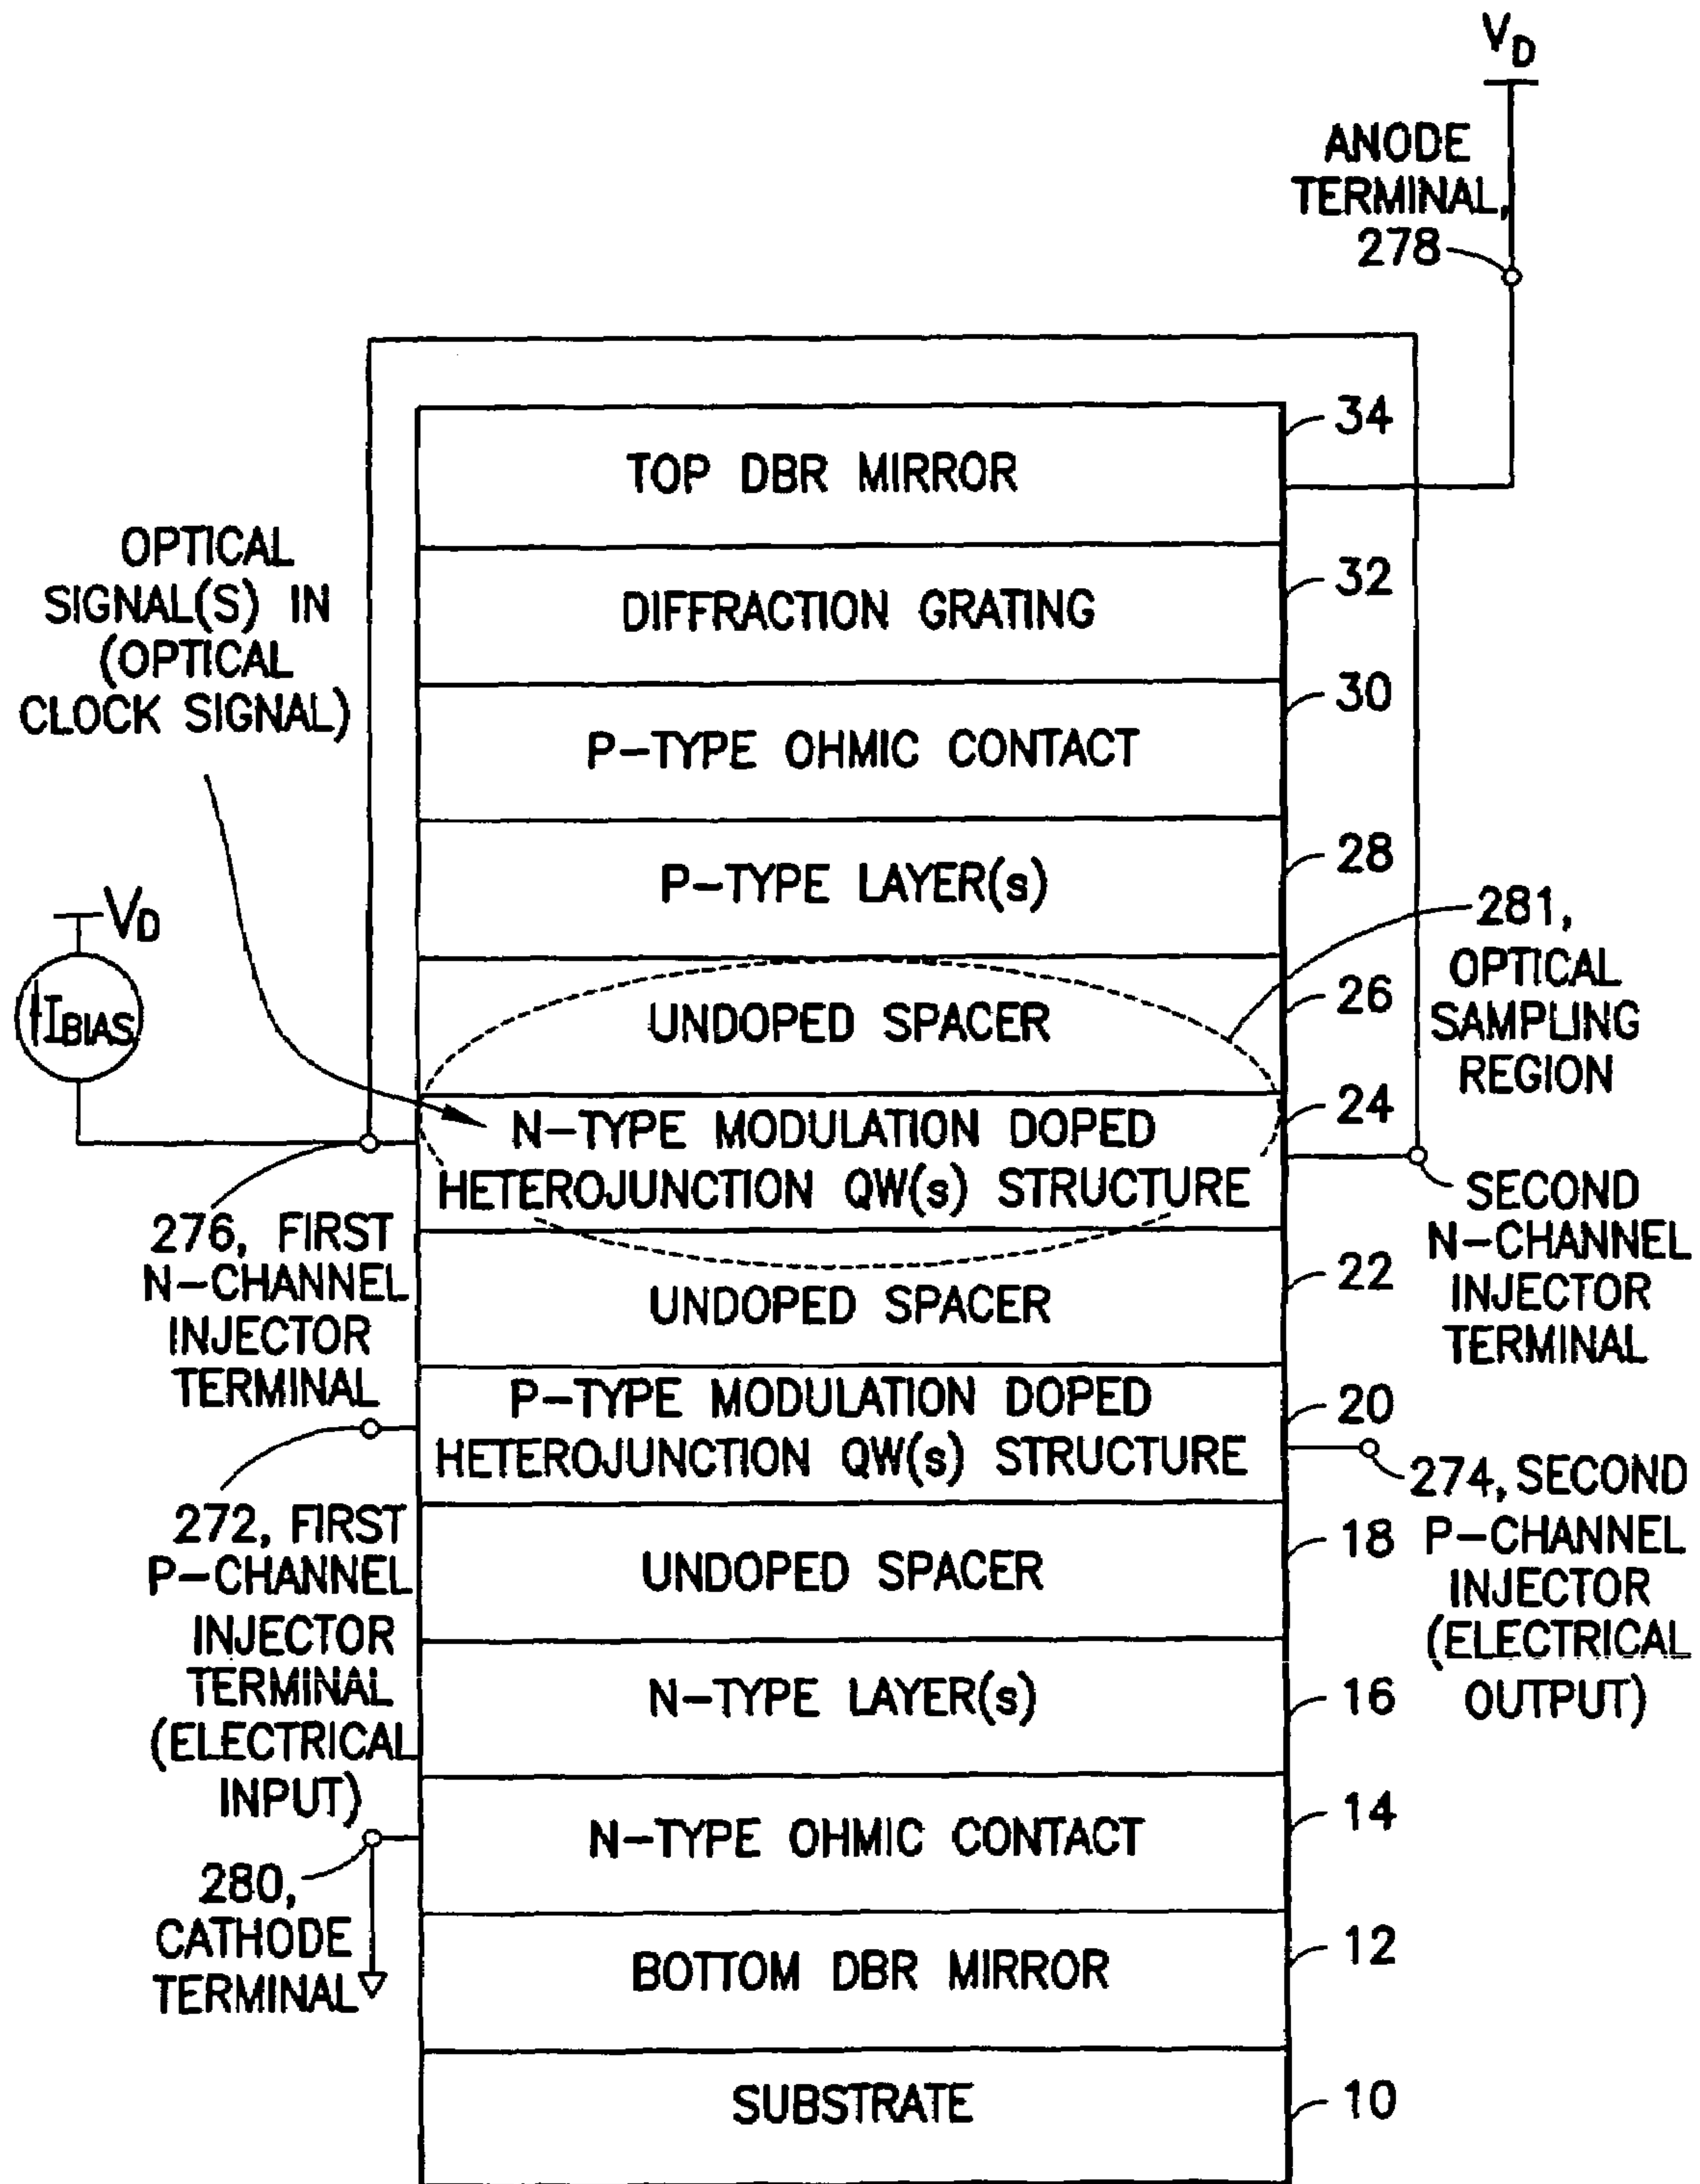 VD
ANODE
TERMINAL,
278
34
TOP DBR MIRROR
OPTICAL
SIGNAL(S) IN
(OPTICAL
CLOCK SIGNAL)
32
DIFFRACTION GRATING
30
P-TYPE OHMIC CONTACT
28
P-TYPE LAYER(s)
VD
IBIAS
281,
OPTICAL
SAMPLING
REGION
26
UNDOPED SPACER
24
N-TYPE MODULATION DOPED
HETEROJUNCTION QW(s) STRUCTURE
276, FIRST
N-CHANNEL
INJECTOR
TERMINAL
SECOND
N-CHANNEL
INJECTOR
TERMINAL
22
UNDOPED SPACER
20
P-TYPE MODULATION DOPED
HETEROJUNCTION QW(s) STRUCTURE
272, FIRST
P-CHANNEL
INJECTOR
TERMINAL
(ELECTRICAL
INPUT)
274, SECOND
P-CHANNEL
INJECTOR
(ELECTRICAL
OUTPUT)
18
UNDOPED SPACER
16
N-TYPE LAYER(s)
14
N-TYPE OHMIC CONTACT
280,
CATHODE
TERMINAL
12
BOTTOM DBR MIRROR
10
SUBSTRATE